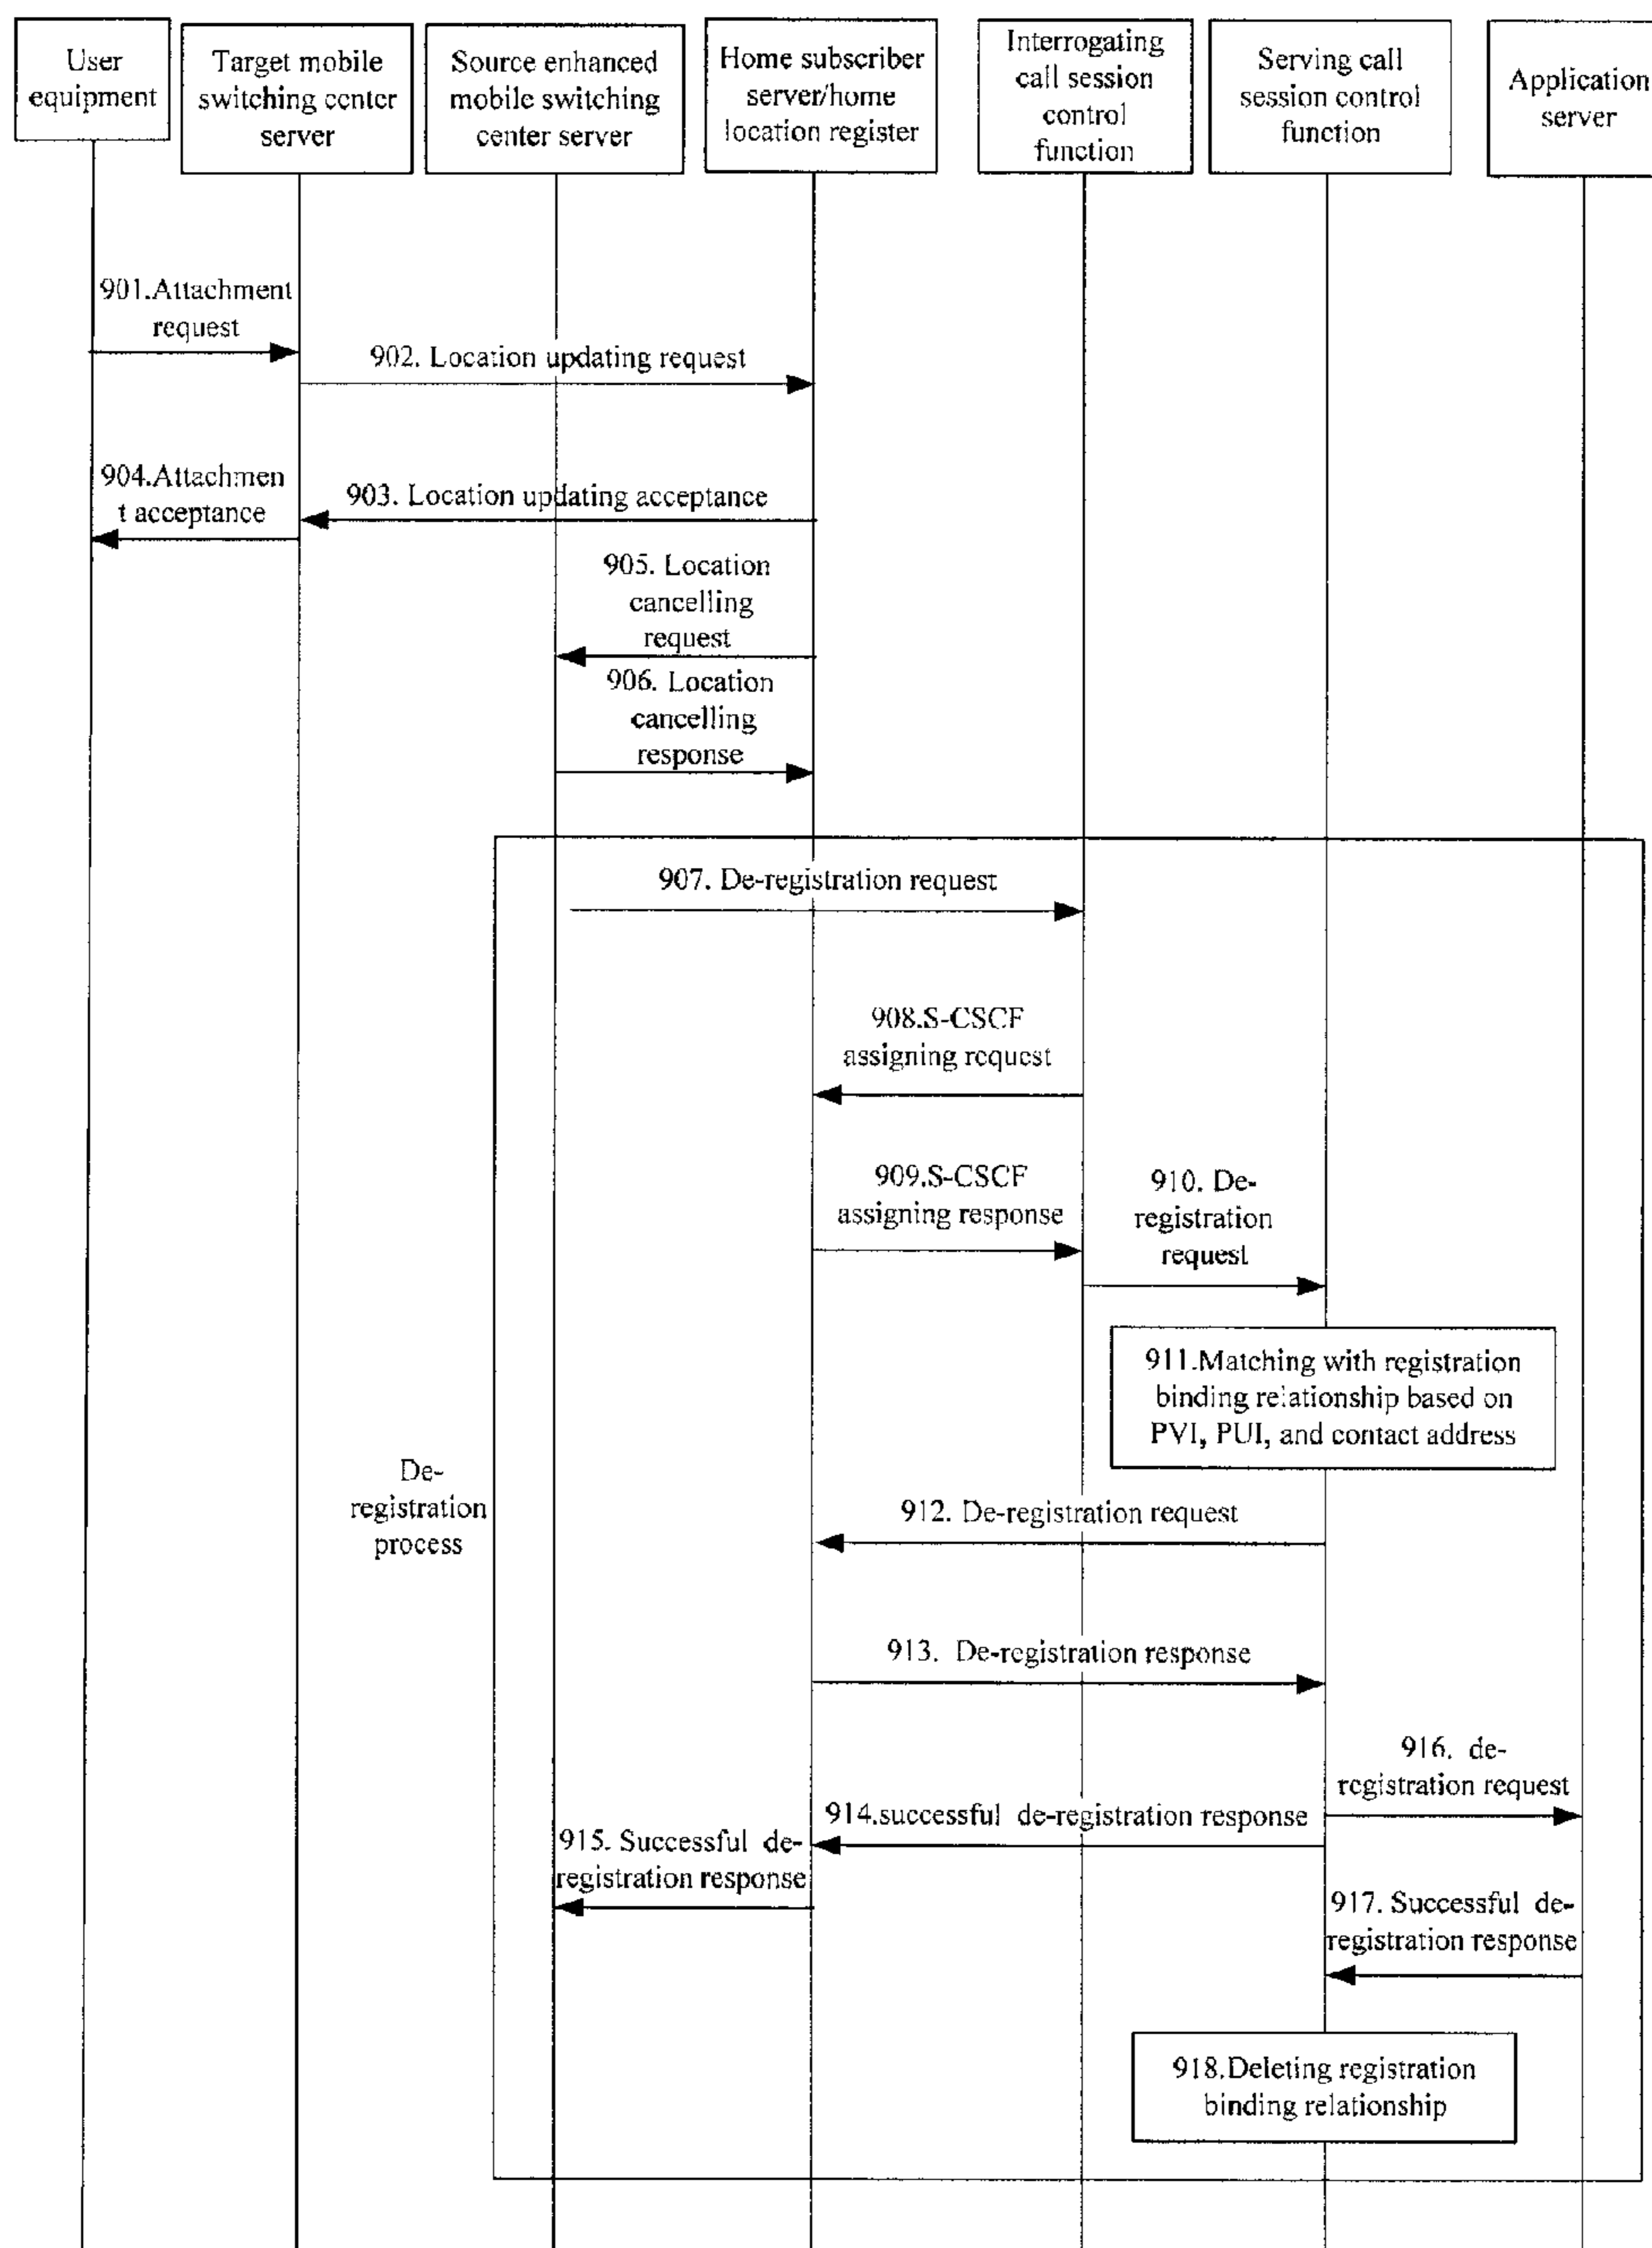 User
equipment
Target mobile
switching center
server
Source enhanced
mobile switching
center server
Home subscriber
server/home
location register
Interrogating
call session
control
function
Serving call
session control
function
Application
server
901.Attachment
request
902. Location updating request
904.Attachmen
t acceptance
903. Location updating acceptance
905. Location
cancelling
request
906. Location
cancelling
response
907. De-registration request
908.S-CSCF
assigning request
909.S-CSCF
assigning response
910. De-
registration
request
911.Matching with registration
binding relationship based on
PVI, PUI, and contact address
De-
registration
process
912. De-registration request
913. De-registration response
916. de-
registration request
914.successful de-registration response
915. Successful de-
registration response
917. Successful de-
registration response
918.Deleting registration
binding relationship